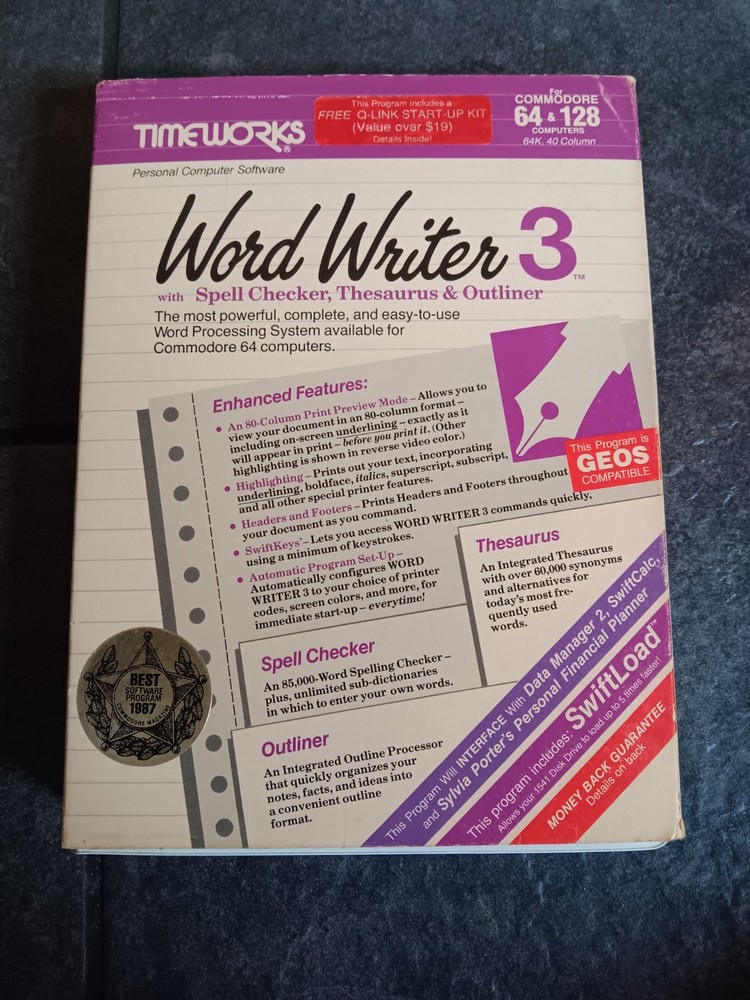 This Program Includes a
FREE Q-LINK START-UP KIT
(Value over $19)
Details Inside!
For
COMMODORE
64 & 128
COMPUTERS
64K, 40 Column
TIMEWORKS®
Personal Computer Software
Word Writer 3™
with Spell Checker, Thesaurus & Outliner
The most powerful, complete, and easy-to-use
Word Processing System available for
Commodore 64 computers.
Enhanced Features:
• An 80-Column Print Preview Mode – Allows you to
view your document in an 80-column format –
including on-screen underlining – exactly as it
will appear in print – before you print it. (Other
highlighting is shown in reverse video color.)
• Highlighting – Prints out your text, incorporating
underlining, boldface, italics, superscript, subscript,
and all other special printer features.
• Headers and Footers – Prints Headers and Footers throughout
your document as you command.
• SwiftKeys™ – Lets you access WORD WRITER 3 commands quickly,
using a minimum of keystrokes.
• Automatic Program Set-Up –
Automatically configures WORD
WRITER 3 to your choice of printer
codes, screen colors, and more, for
immediate start-up – everytime!
This Program is
GEOS
COMPATIBLE
Thesaurus
An Integrated Thesaurus
with over 60,000 synonyms
and alternatives for
today's most fre-
quently used
words.
Spell Checker
An 85,000-Word Spelling Checker –
plus, unlimited sub-dictionaries
in which to enter your own words.
Outliner
An Integrated Outline Processor
that quickly organizes your
notes, facts, and ideas into
a convenient outline
format.
BEST
SOFTWARE
PROGRAM
1987
COMMODORE MAGAZINE
This Program Will INTERFACE With Data Manager 2, SwiftCalc,
and Sylvia Porter's Personal Financial Planner
This program includes: SwiftLoad™
Allows your 1541 Disk Drive to load up to 5 times faster!
MONEY BACK GUARANTEE
Details on back